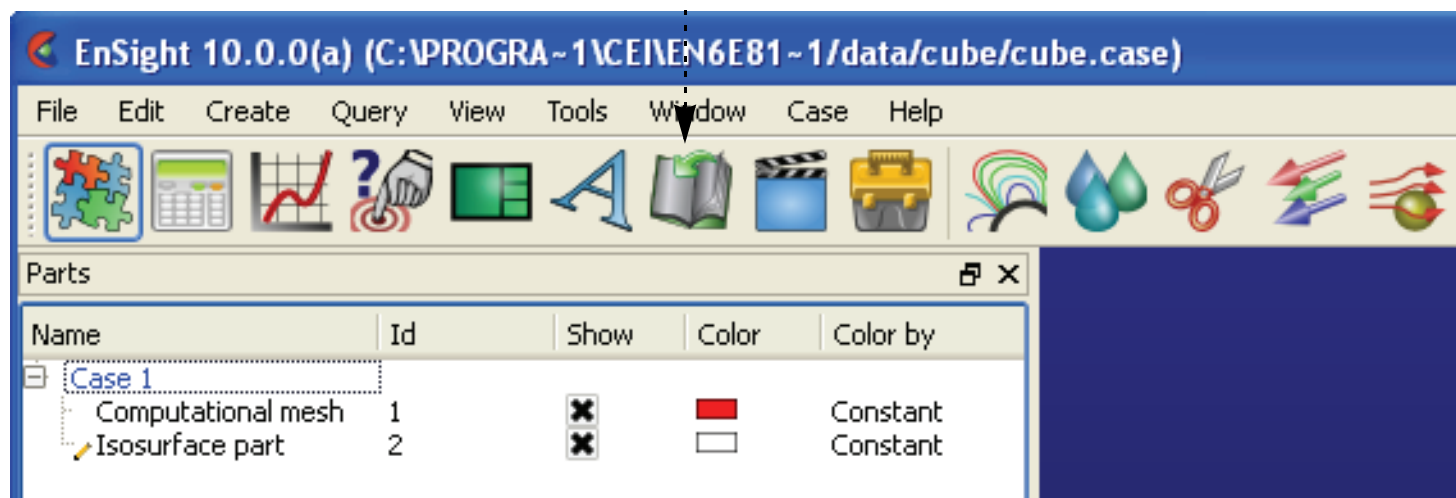 EnSight 10.0.0(a) (C:\PROGRA~1\CEI\EN6E81~1/data/cube/cube.case)
File Edit Create Query View Tools Window Case Help
Parts
Name Id Show Color Color by
Case 1
Computational mesh 1 Constant
Isosurface part 2 Constant